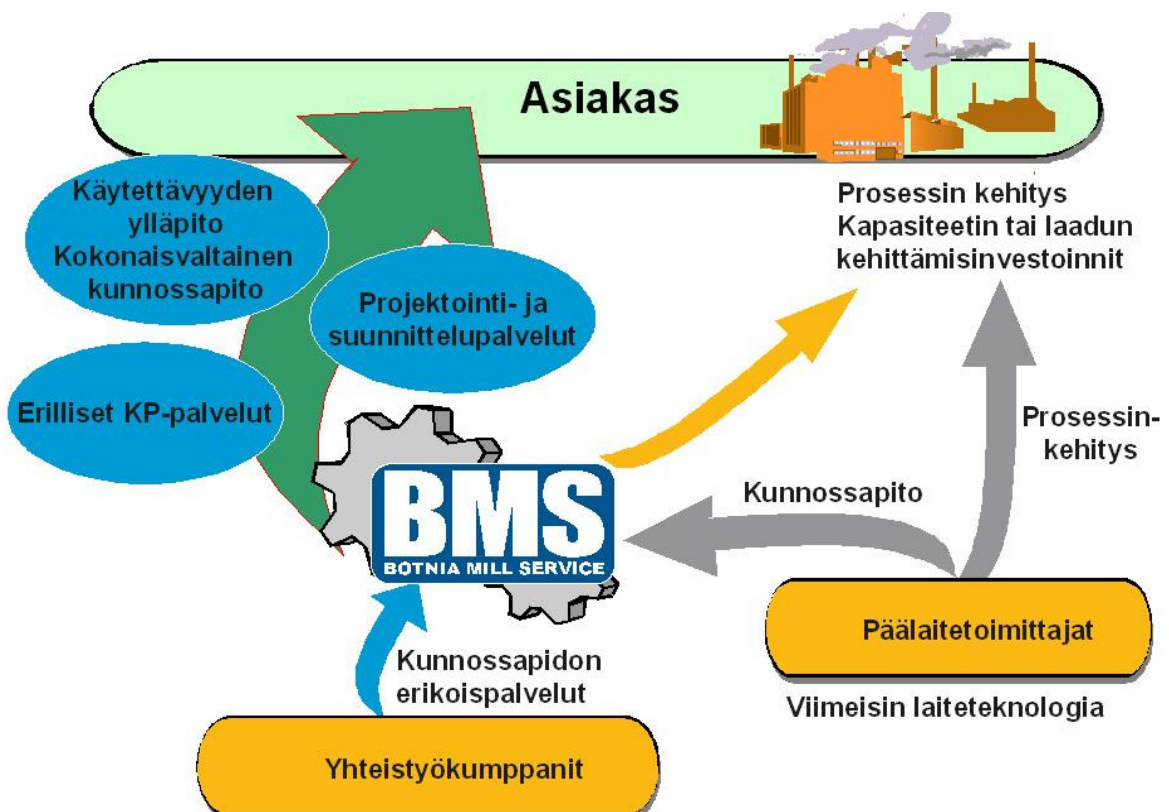 Asiakas
Käytettävyyden
ylläpito
Kokonaisvaltainen
kunnossapito
Prosessin kehitys
Kapasiteetin tai laadun
kehittämisinvestoinnit
Projektointi- ja
suunnittelupalvelut
Erilliset KP-palvelut
Prosessin-
kehitys
Kunnossapito
BMS
BOTNIA MILL SERVICE
Päälaitetoimittajat
Kunnossapidon
erikoispalvelut
Viimeisin laiteteknologia
Yhteistyökumppanit